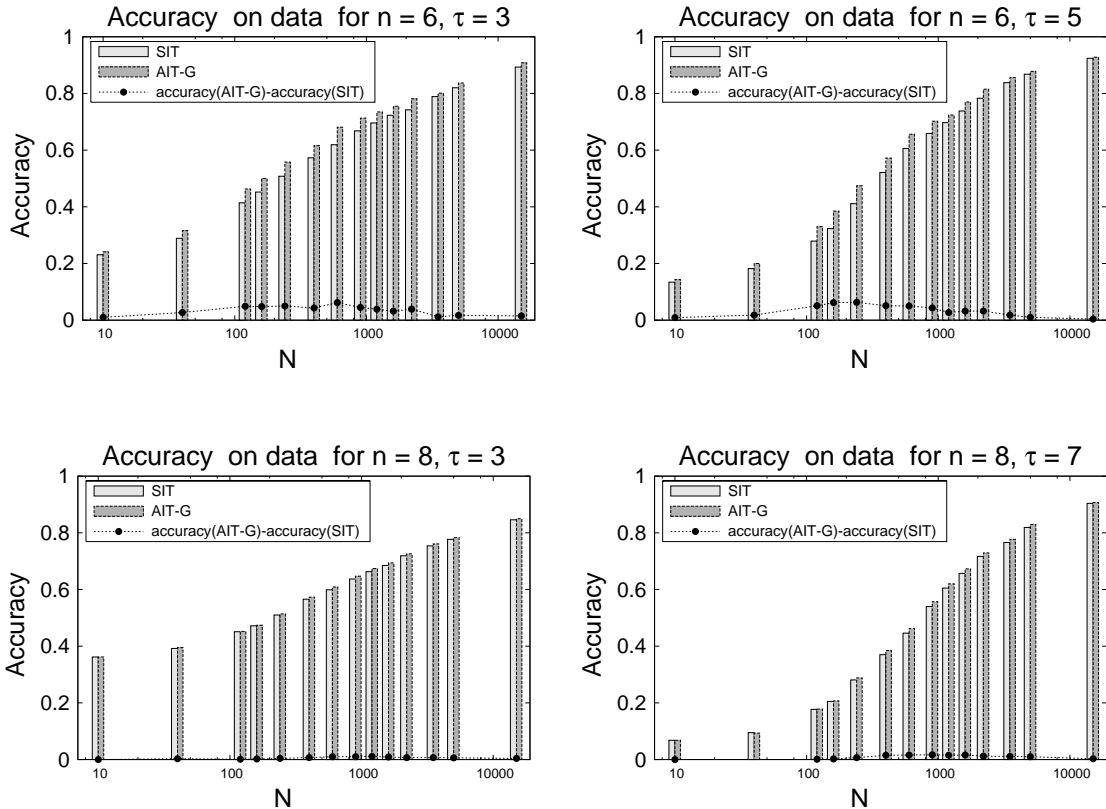 Accuracy on data for n = 6, τ = 3
1
0.8
0.6
0.4
0.2
0
Accuracy
SIT
AIT-G
accuracy(AIT-G)-accuracy(SIT)
10
100
1000
10000
N
Accuracy on data for n = 6, τ = 5
1
0.8
0.6
0.4
0.2
0
Accuracy
SIT
AIT-G
accuracy(AIT-G)-accuracy(SIT)
10
100
1000
10000
N
Accuracy on data for n = 8, τ = 3
1
0.8
0.6
0.4
0.2
0
Accuracy
SIT
AIT-G
accuracy(AIT-G)-accuracy(SIT)
10
100
1000
10000
N
Accuracy on data for n = 8, τ = 7
1
0.8
0.6
0.4
0.2
0
Accuracy
SIT
AIT-G
accuracy(AIT-G)-accuracy(SIT)
10
100
1000
10000
N